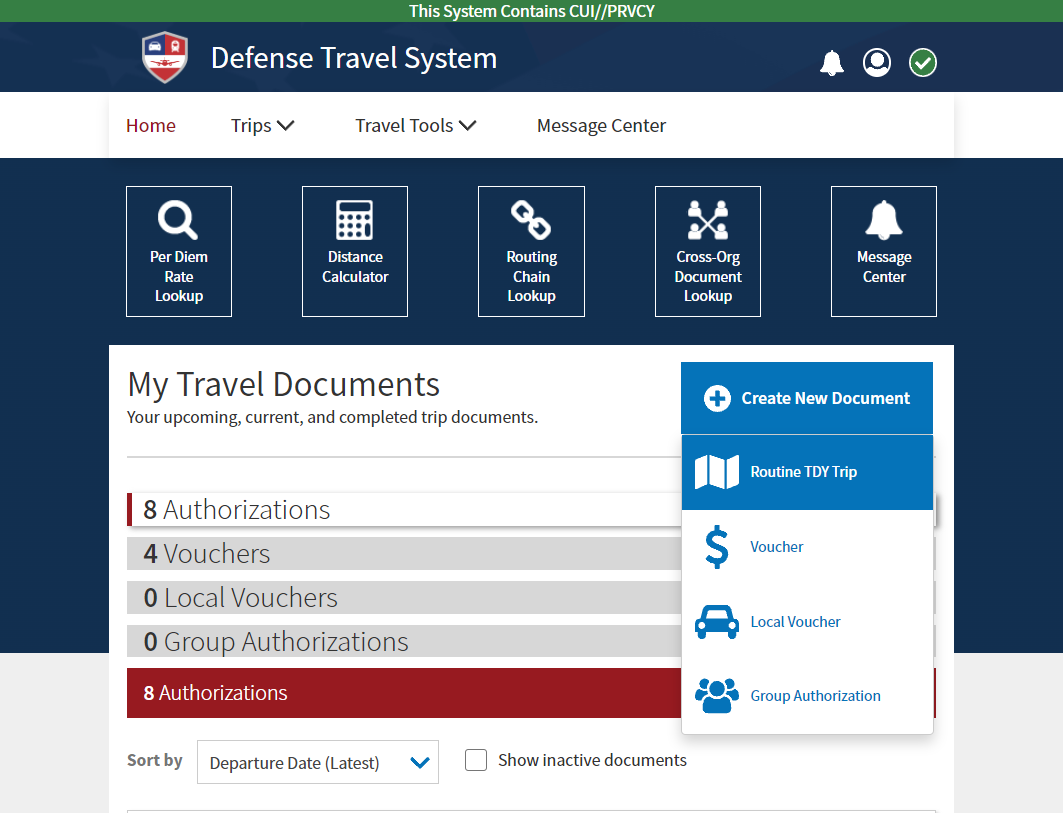 This System Contains CUI//PRVCY
Defense Travel System
Home Trips Travel Tools Message Center
Per Diem
Rate
Lookup
Distance
Calculator
Routing
Chain
Lookup
Cross-Org
Document
Lookup
Message
Center
My Travel Documents
Your upcoming, current, and completed trip documents.
Create New Document
Routine TDY Trip
Voucher
Local Voucher
Group Authorization
8 Authorizations
4 Vouchers
0 Local Vouchers
0 Group Authorizations
8 Authorizations
Sort by Departure Date (Latest) Show inactive documents